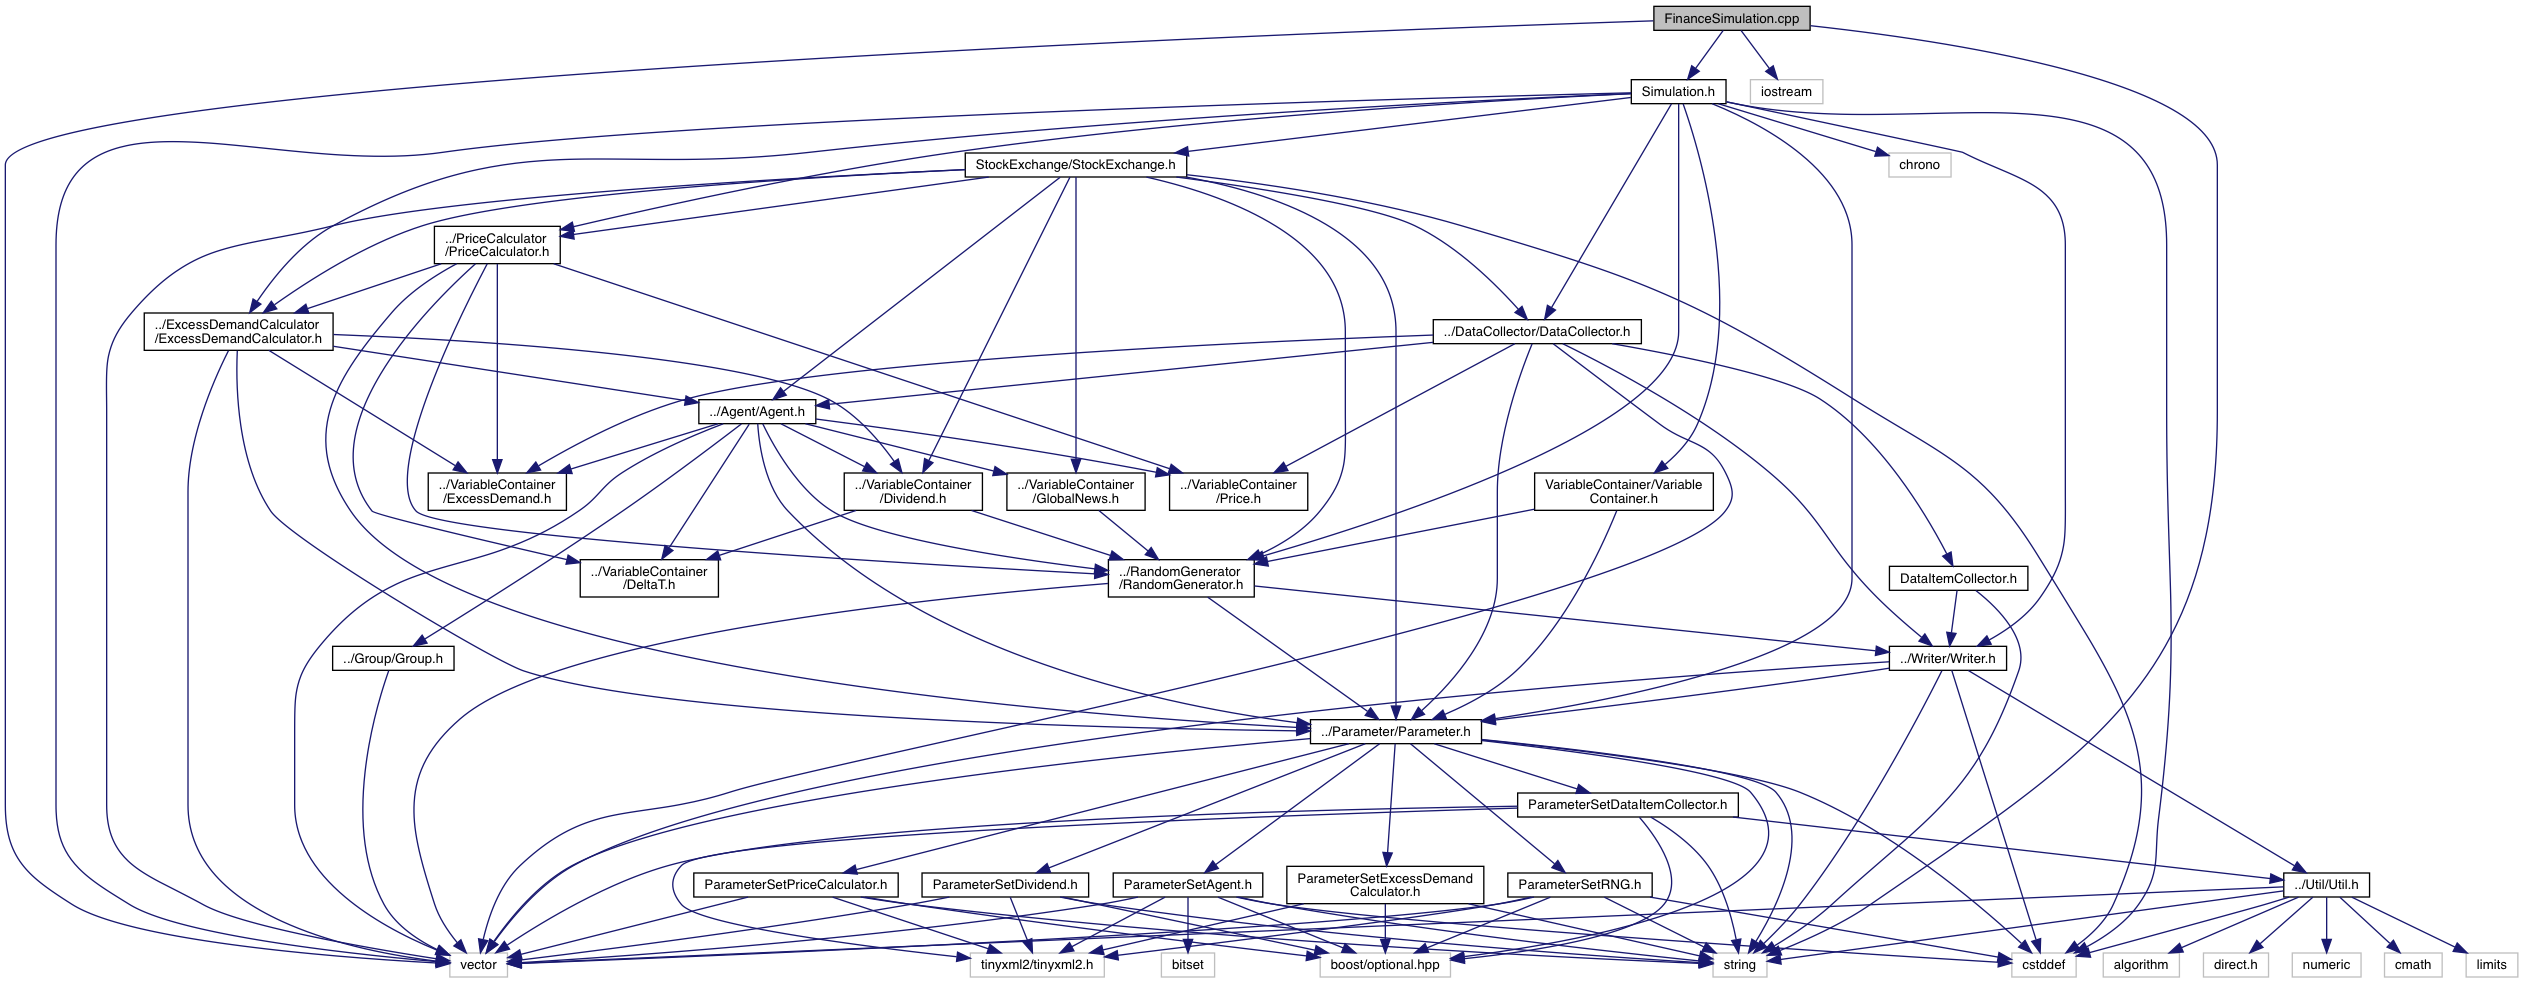 FinanceSimulation.cpp
Simulation.h
iostream
StockExchange/StockExchange.h
chrono
../PriceCalculator
/PriceCalculator.h
../ExcessDemandCalculator
/ExcessDemandCalculator.h
../DataCollector/DataCollector.h
../Agent/Agent.h
../VariableContainer
/ExcessDemand.h
../VariableContainer
/Dividend.h
../VariableContainer
/GlobalNews.h
../VariableContainer
/Price.h
VariableContainer/Variable
Container.h
../VariableContainer
/DeltaT.h
../RandomGenerator
/RandomGenerator.h
DataItemCollector.h
../Group/Group.h
../Writer/Writer.h
../Parameter/Parameter.h
ParameterSetDataItemCollector.h
ParameterSetPriceCalculator.h
ParameterSetDividend.h
ParameterSetAgent.h
ParameterSetExcessDemand
Calculator.h
ParameterSetRNG.h
../Util/Util.h
vector
tinyxml2/tinyxml2.h
bitset
boost/optional.hpp
string
cstddef
algorithm
direct.h
numeric
cmath
limits